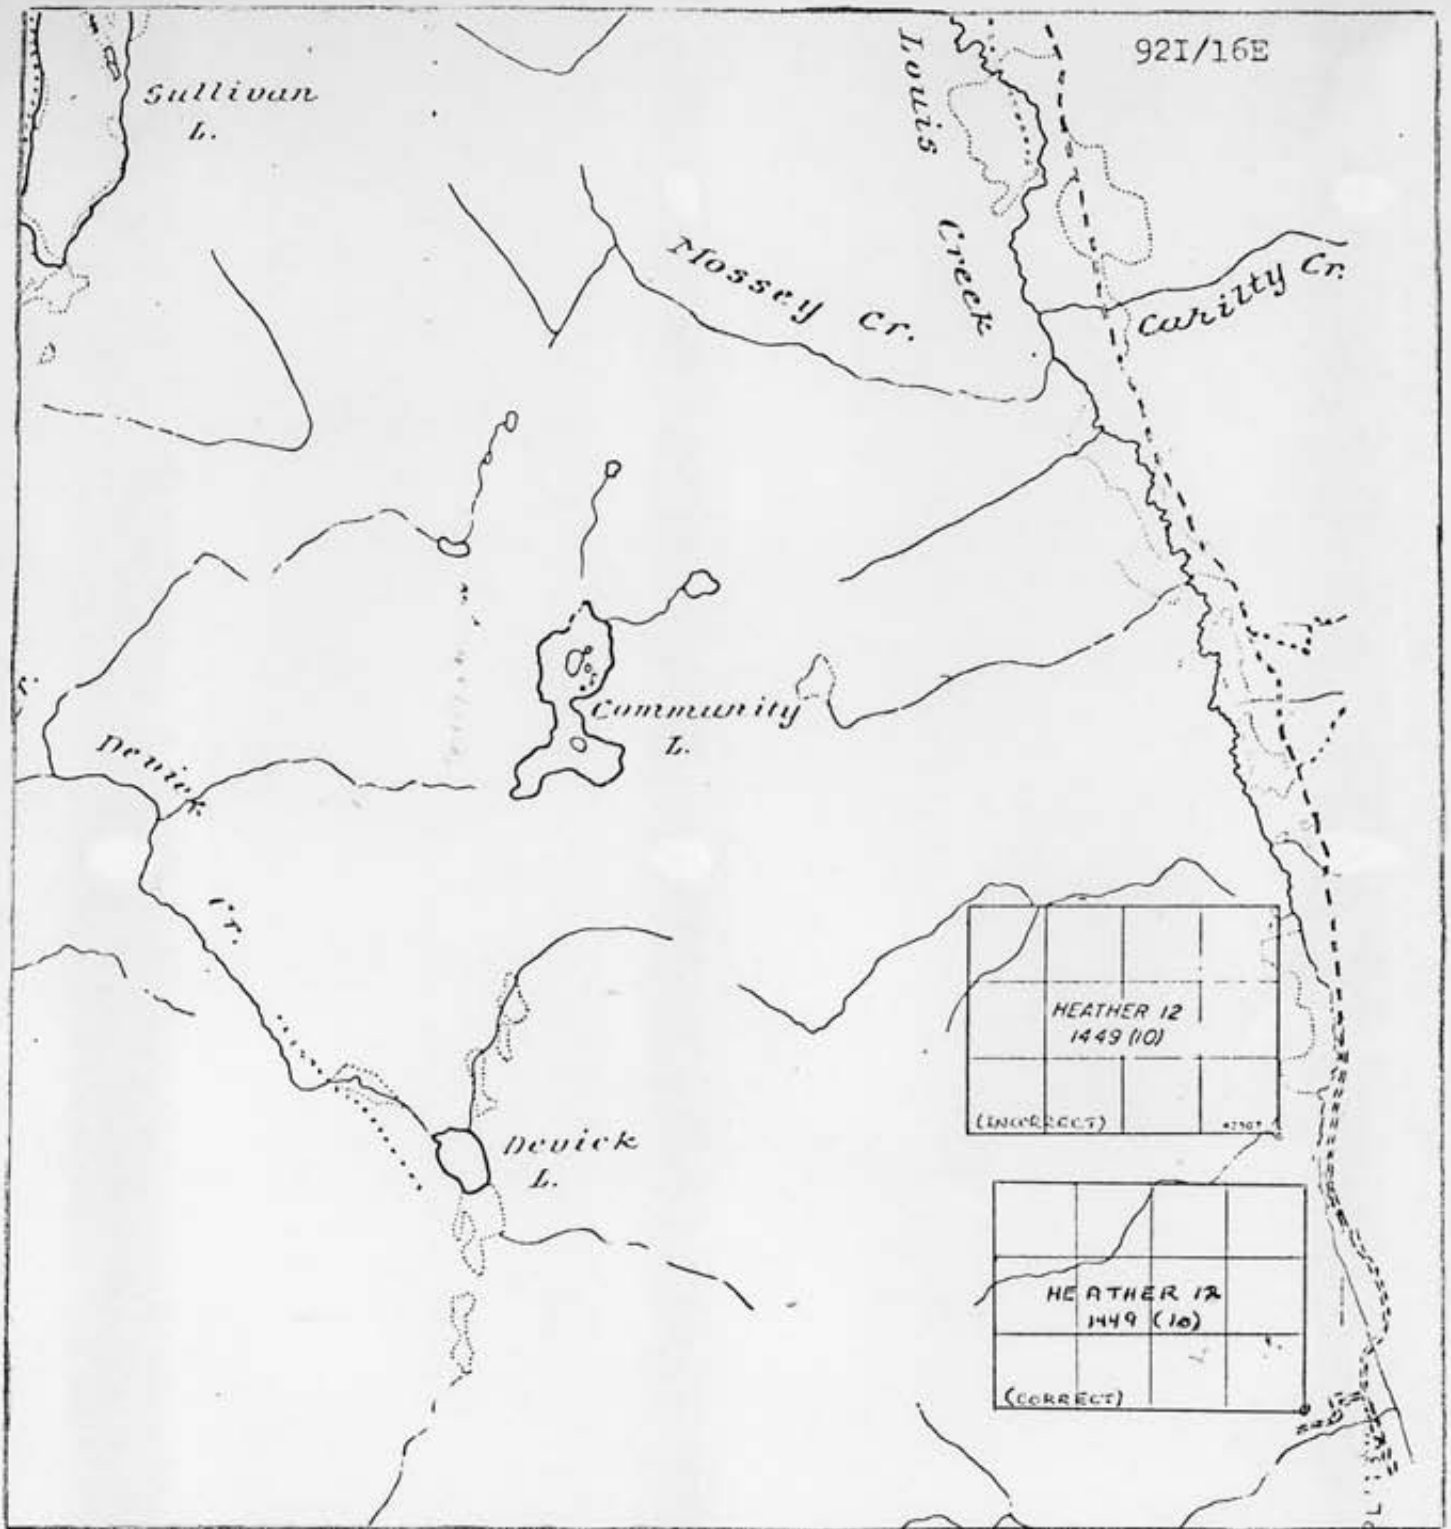 92I/16E
Sullivan
L.
Louis
Creek
Mossey Cr.
Cahilty Cr.
Community
L.
Devick
Cr.
HEATHER 12
1449 (10)
(INCORRECT)
Devick
L.
HEATHER 12
1449 (10)
(CORRECT)